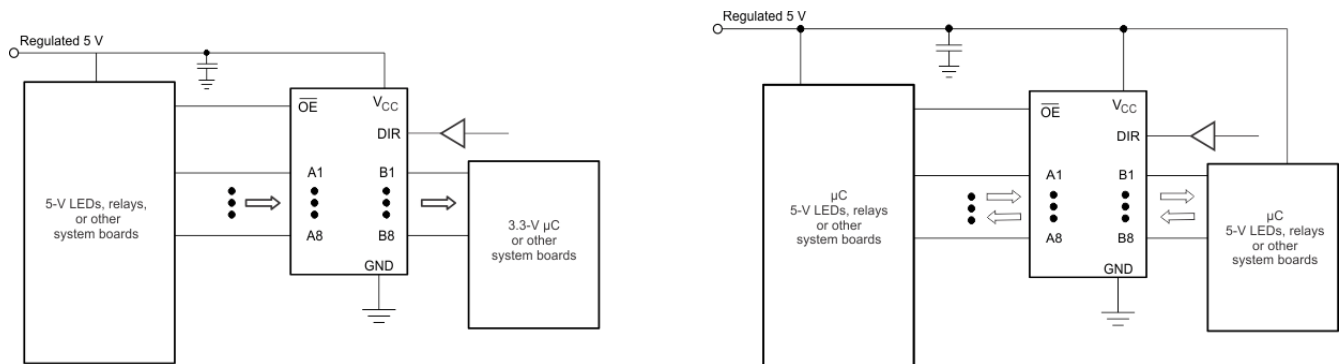 Regulated 5 V
OE
VCC
DIR
A1
B1
5-V LEDs, relays,
or other
system boards
A8
B8
3.3-V µC
or other
system boards
GND
Regulated 5 V
OE
VCC
DIR
A1
B1
µC
5-V LEDs, relays
or other
system boards
A8
B8
µC
5-V LEDs, relays
or other
system boards
GND